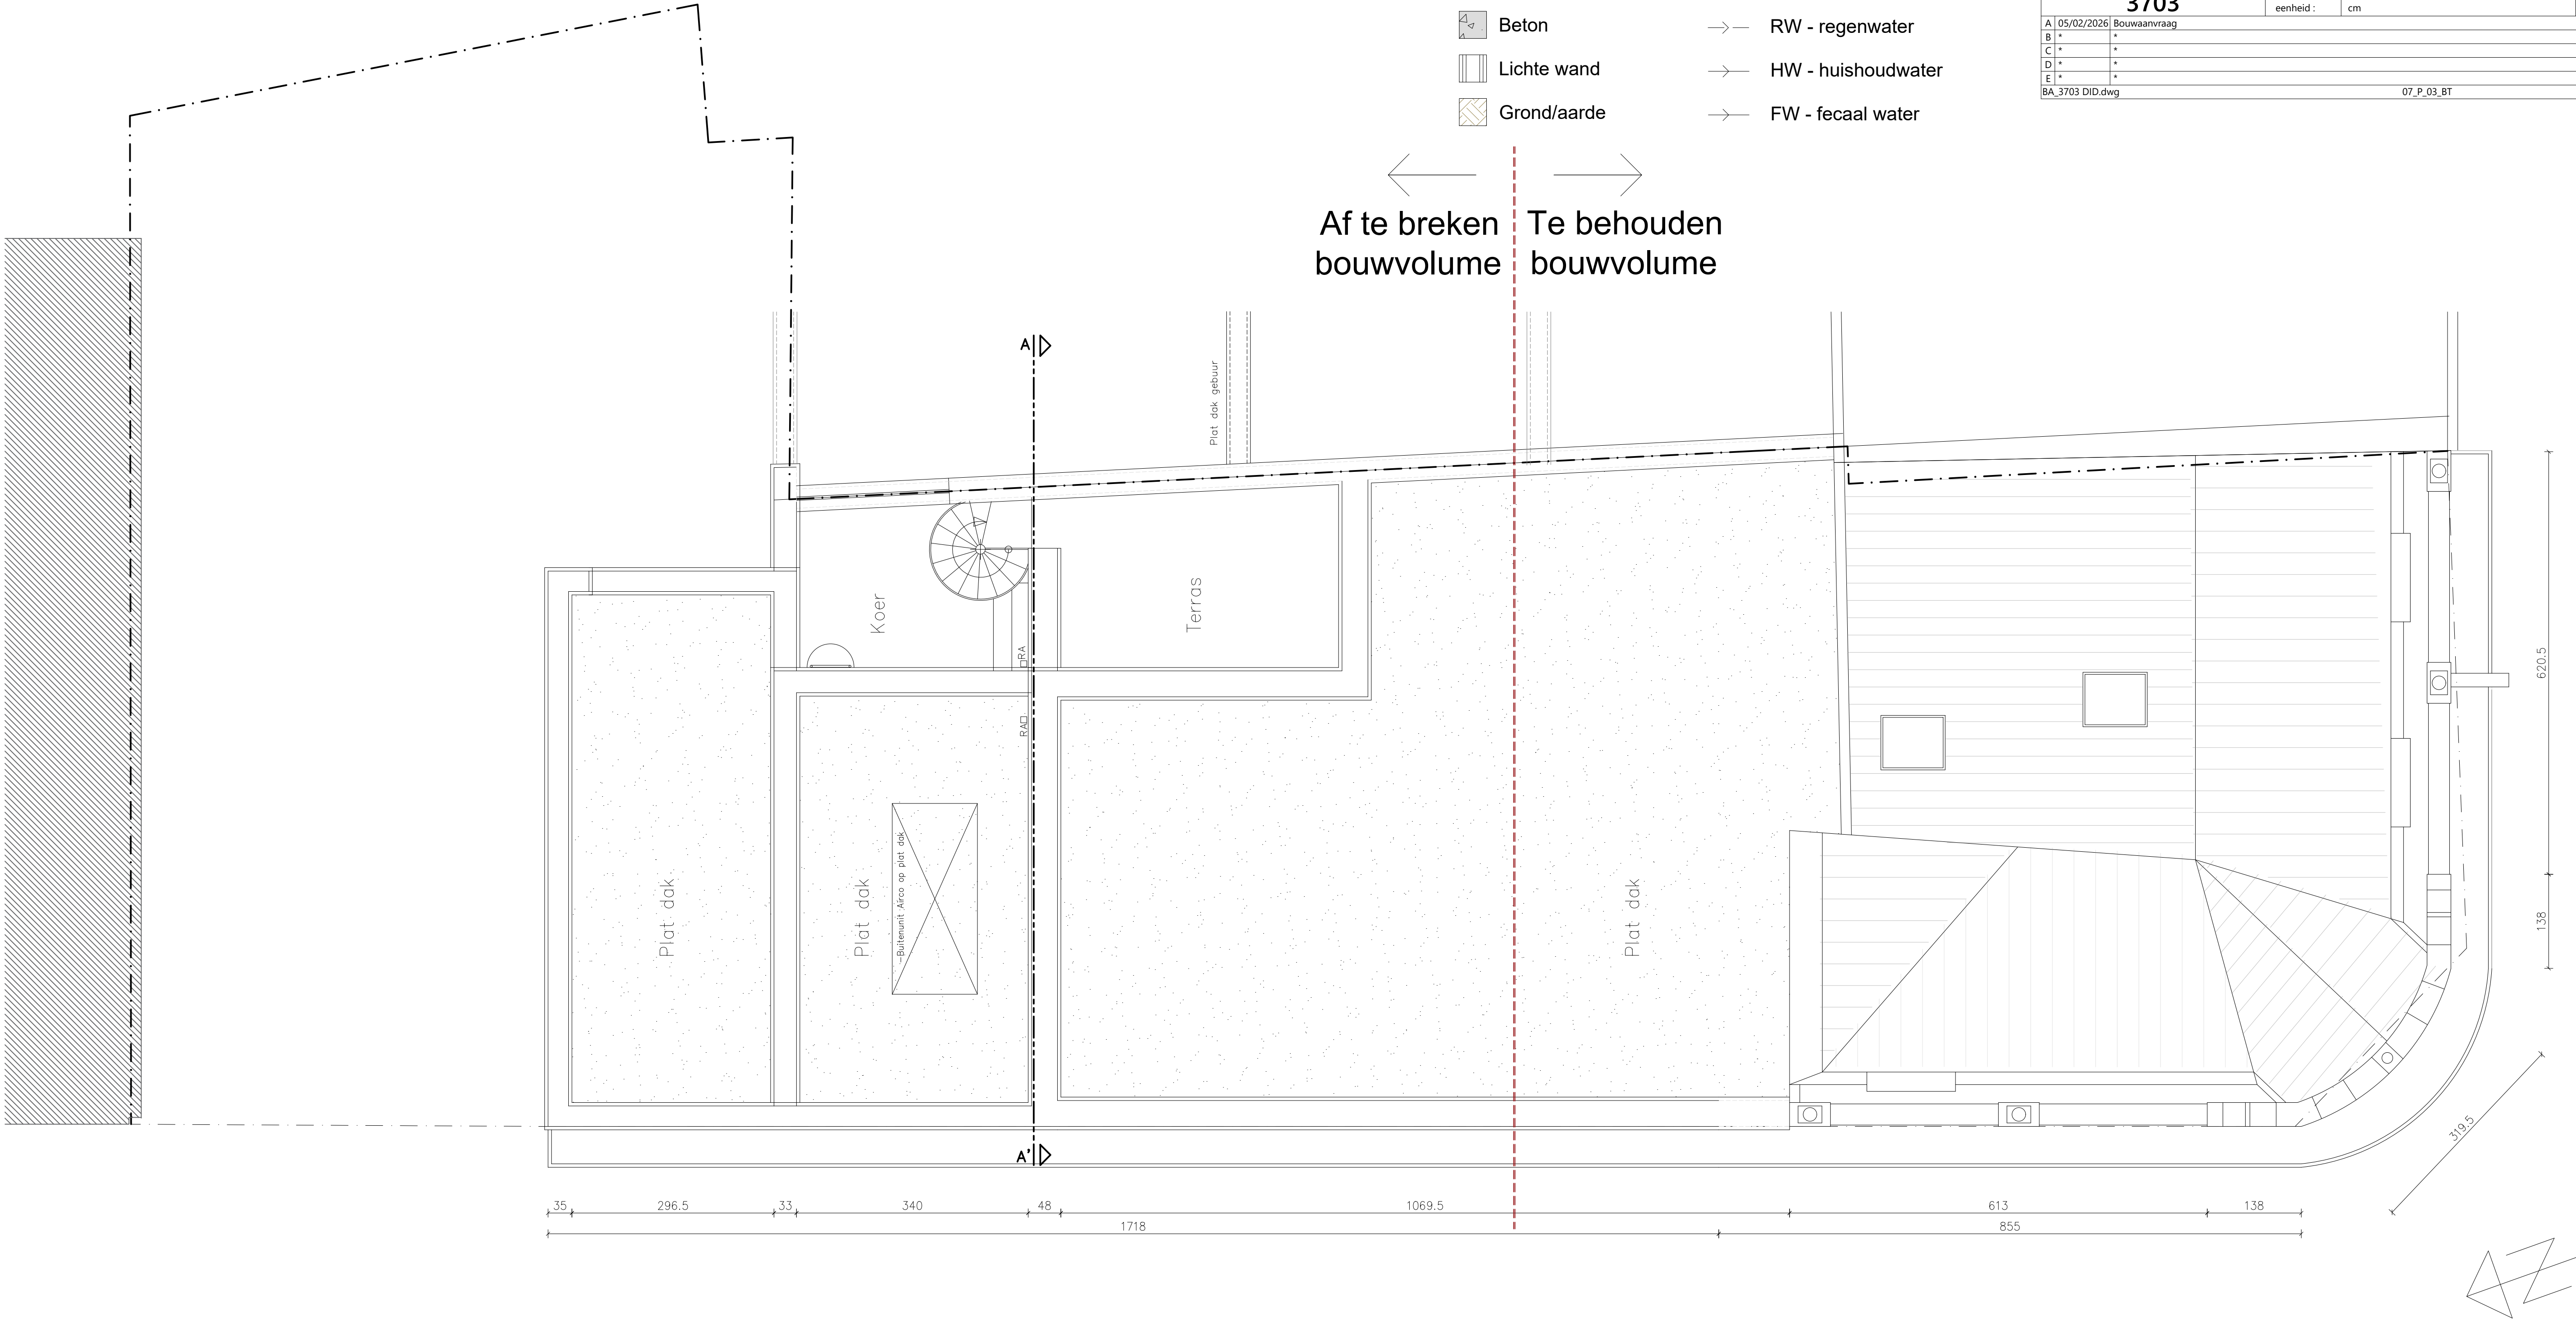 3703
eenheid : cm
A 05/02/2026 Bouwaanvraag
B * *
C * *
D * *
E * *
BA_3703 DID.dwg 07_P_03_BT
Beton
Lichte wand
Grond/aarde
RW - regenwater
HW - huishoudwater
FW - fecaal water
Af te breken
bouwvolume
Te behouden
bouwvolume
A
Plat dak gebuur
Koer
Terras
RA
RA
Plat dak
Plat dak
Buitenunit Airco op plat dak
Plat dak
A'
620.5
138
319.5
35
296.5
33
340
48
1069.5
613
138
1718
855